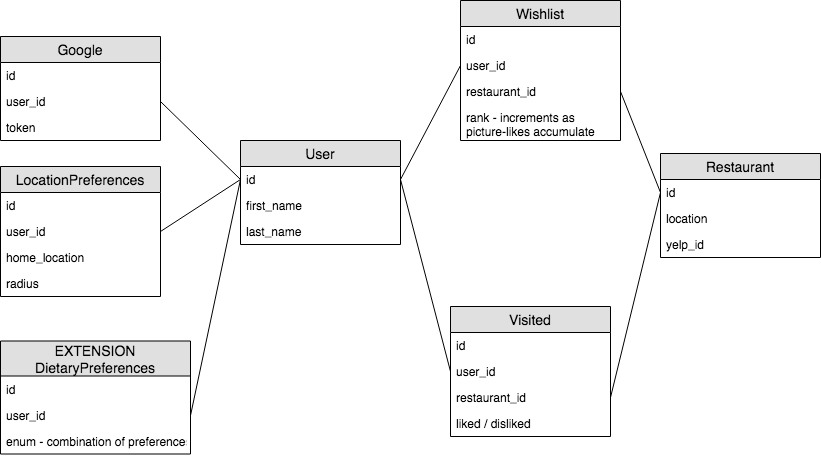 Google
id
user_id
token
LocationPreferences
id
user_id
home_location
radius
EXTENSION
DietaryPreferences
id
user_id
enum - combination of preference
User
id
first_name
last_name
Wishlist
id
user_id
restaurant_id
rank - increments as
picture-likes accumulate
Visited
id
user_id
restaurant_id
liked / disliked
Restaurant
id
location
yelp_id